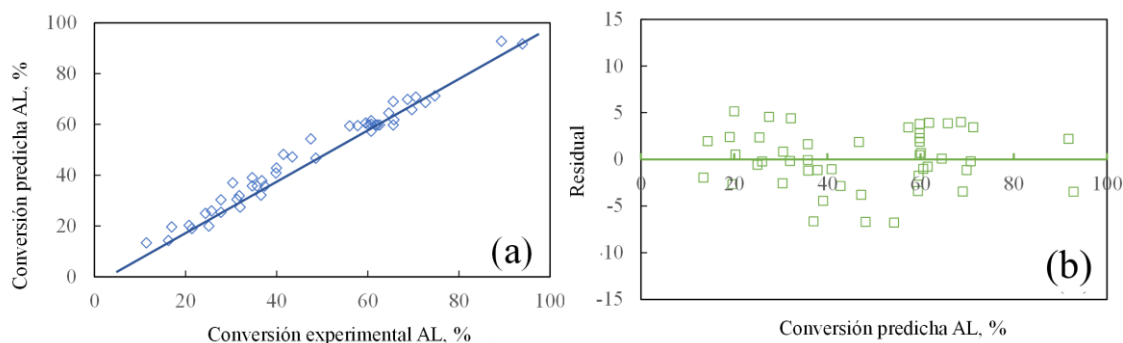 Conversión predicha AL, %
100
80
60
40
20
0
0 20 40 60 80 100
Conversión experimental AL, %
(a)
Residual
15
10
5
0
-5
-10
-15
0 20 40 60 80 100
Conversión predicha AL, %
(b)